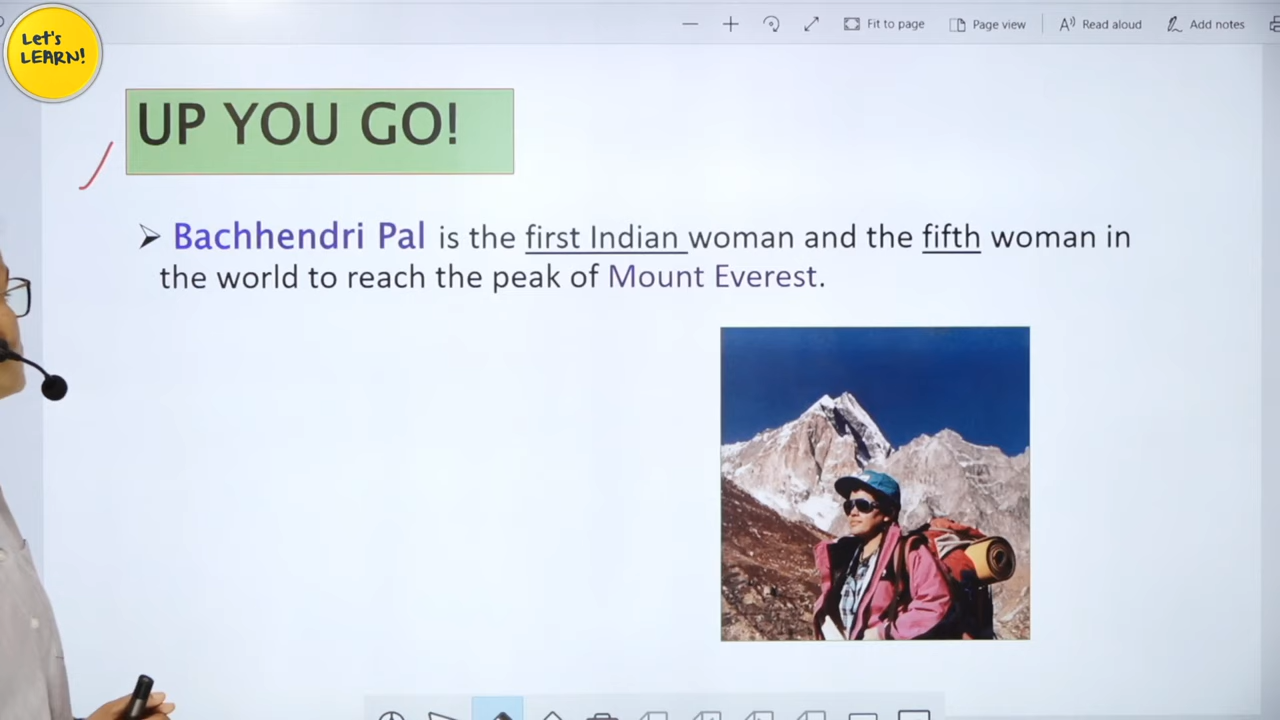 Let's
LEARN!
Fit to page
Page view
Read aloud
Add notes
UP YOU GO!
➢ Bachhendri Pal is the first Indian woman and the fifth woman in
the world to reach the peak of Mount Everest.